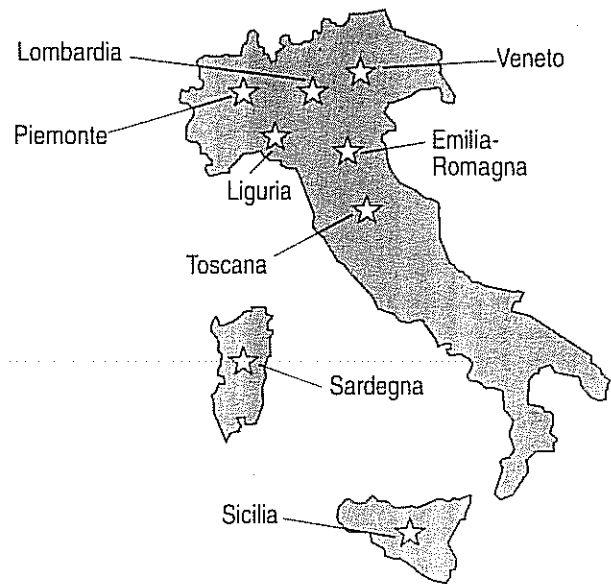 Lombardia
Veneto
Piemonte
Emilia-
Romagna
Liguria
Toscana
Sardegna
Sicilia